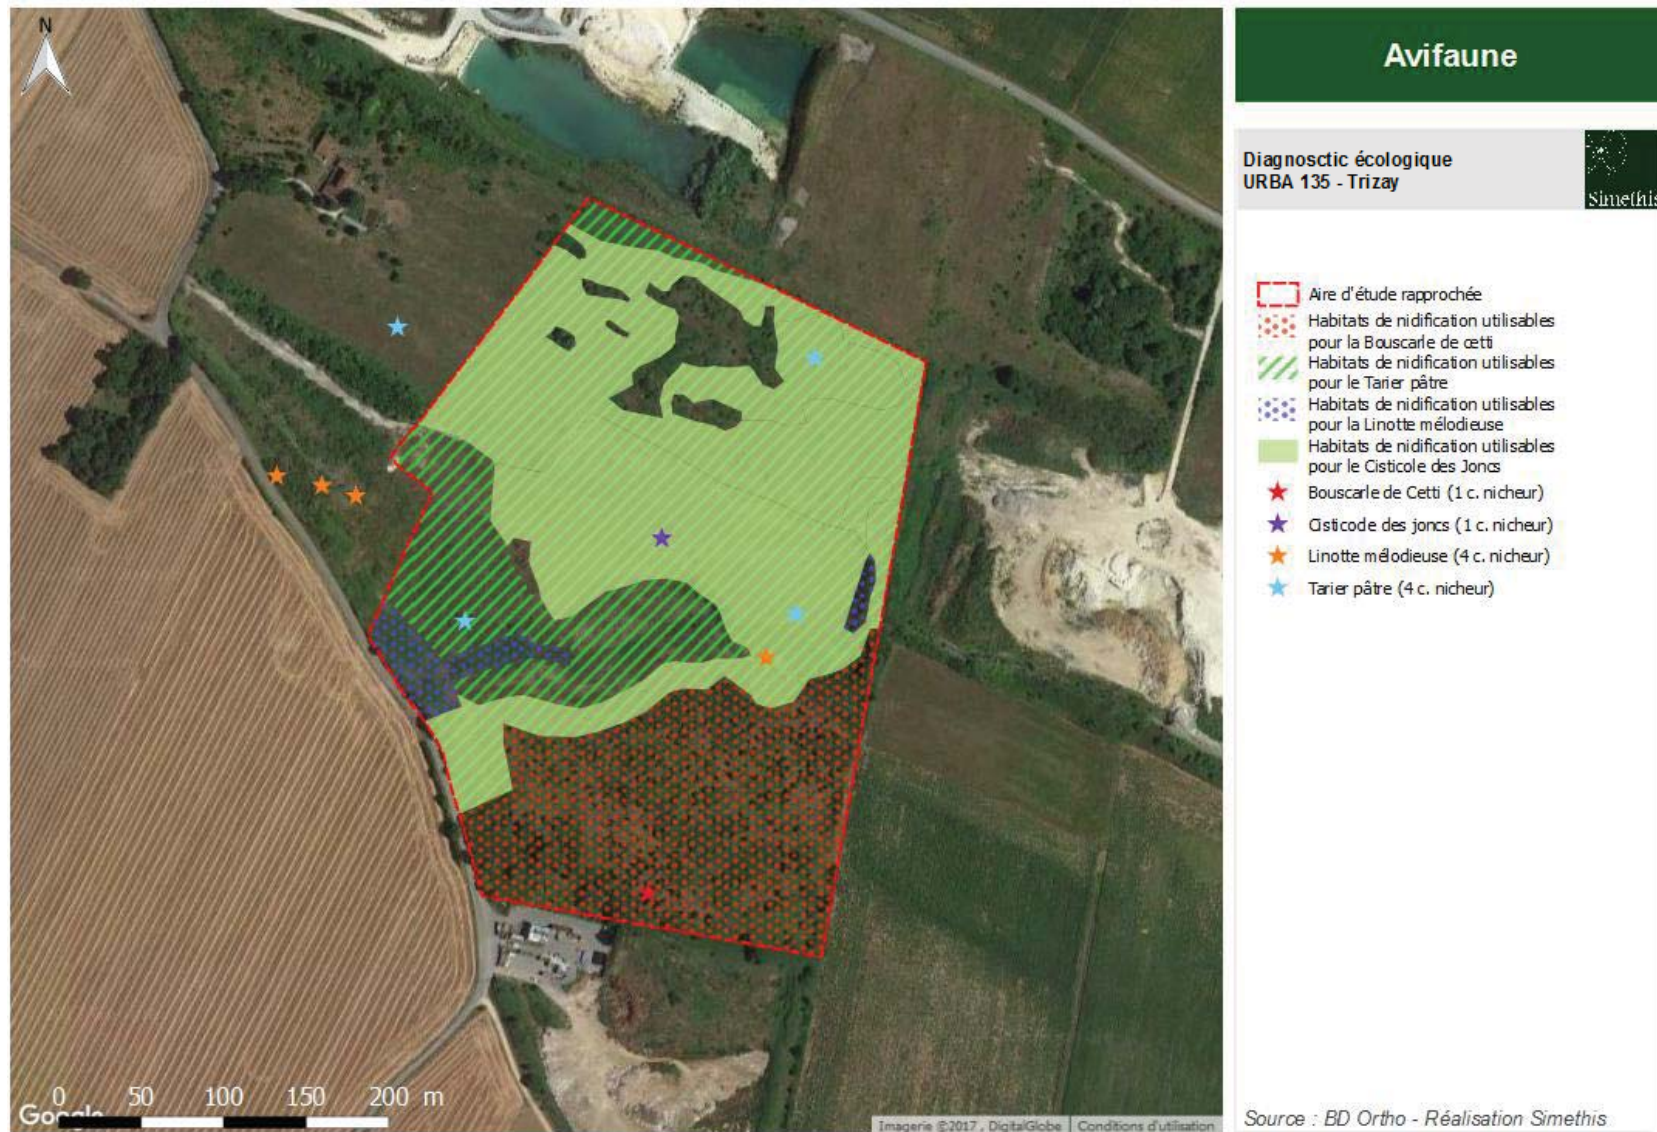 N
Avifaune
Diagnosctic écologique
URBA 135 - Trizay
Simethis
Aire d'étude rapprochée
Habitats de nidification utilisables
pour la Bouscarle de cetti
Habitats de nidification utilisables
pour le Tarier pâtre
Habitats de nidification utilisables
pour la Linotte mélodieuse
Habitats de nidification utilisables
pour le Cisticole des Joncs
Bouscarle de Cetti (1 c. nicheur)
Cisticode des joncs (1 c. nicheur)
Linotte mélodieuse (4 c. nicheur)
Tarier pâtre (4 c. nicheur)
0 50 100 150 200 m
Google
Imagerie ©2017 , DigitalGlobe Conditions d'utilisation
Source : BD Ortho - Réalisation Simethis